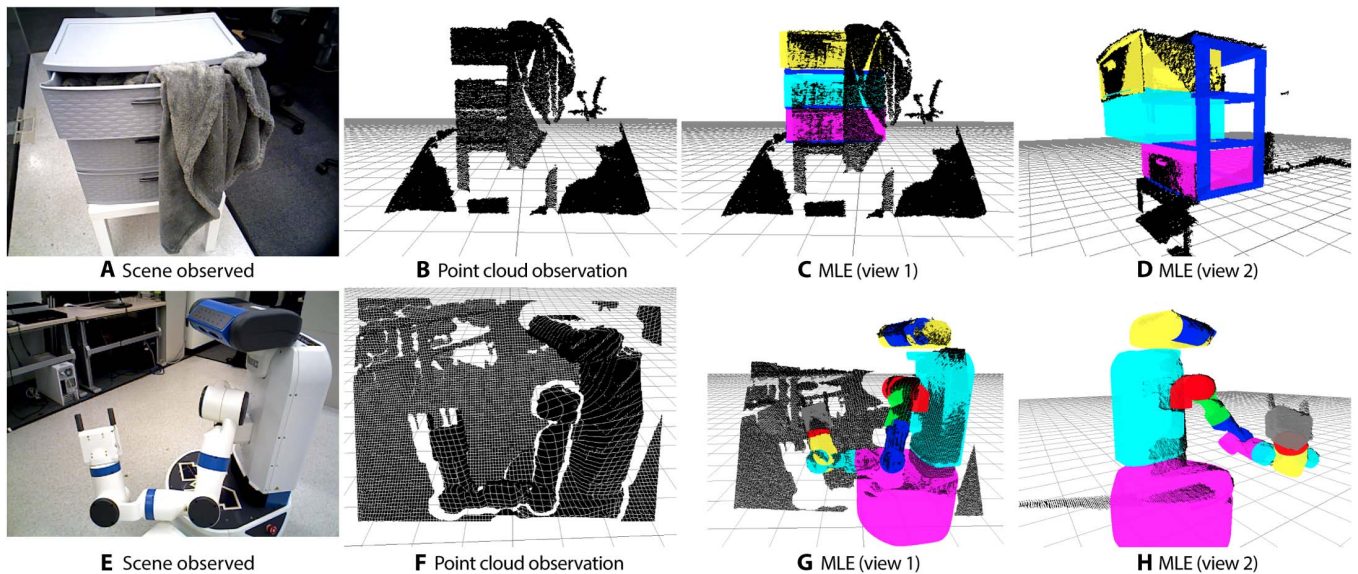 A Scene observed
B Point cloud observation
C MLE (view 1)
D MLE (view 2)
E Scene observed
F Point cloud observation
G MLE (view 1)
H MLE (view 2)